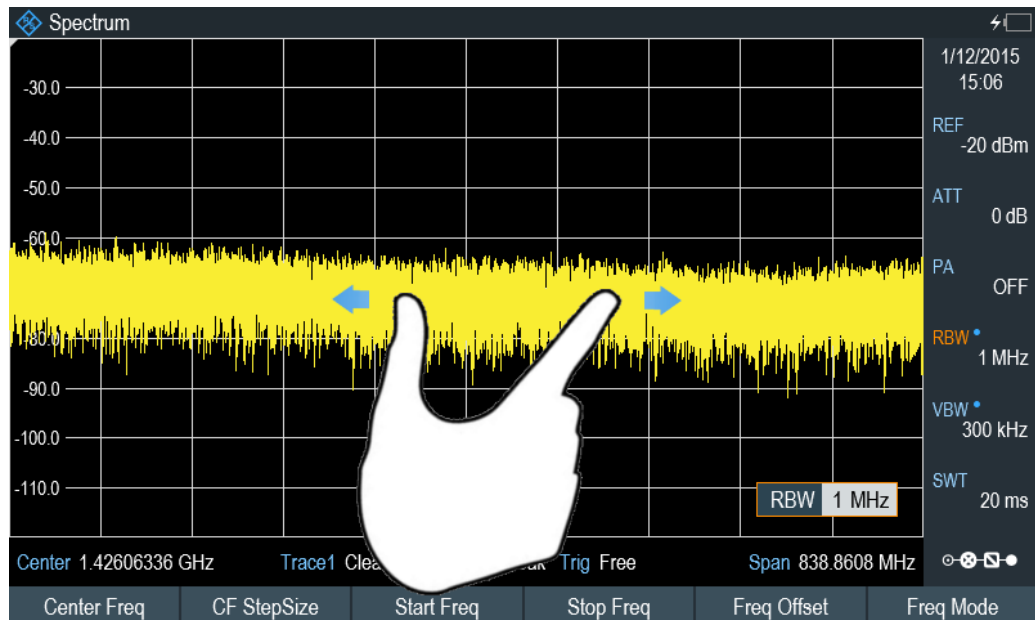 Spectrum
1/12/2015
15:06
-30.0
-40.0
-50.0
-60.0
-80.0
-90.0
-100.0
-110.0
REF
-20 dBm
ATT
0 dB
PA
OFF
RBW
1 MHz
VBW
300 kHz
SWT
20 ms
RBW 1 MHz
Center 1.42606336 GHz Trace1 Trig Free Span 838.8608 MHz
Center Freq CF StepSize Start Freq Stop Freq Freq Offset Freq Mode